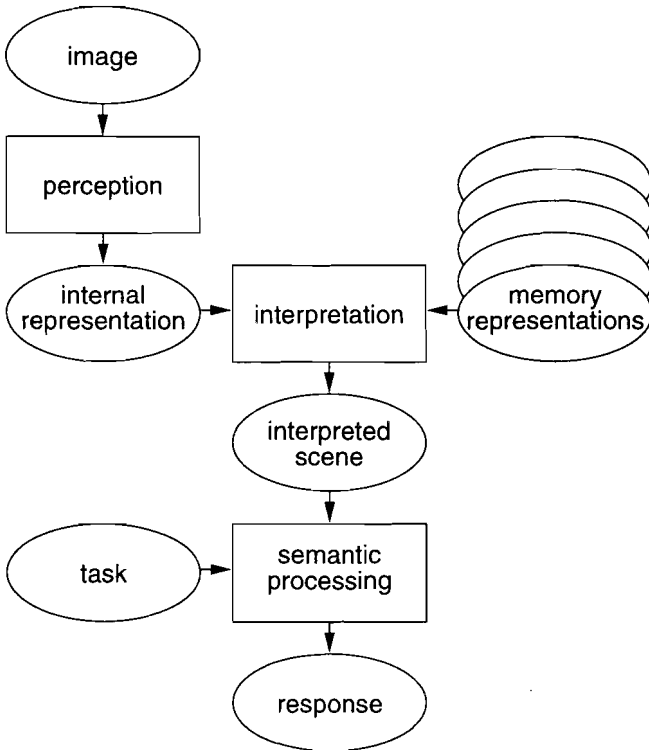 image
perception
internal
representation
interpretation
memory
representations
interpreted
scene
task
semantic
processing
response